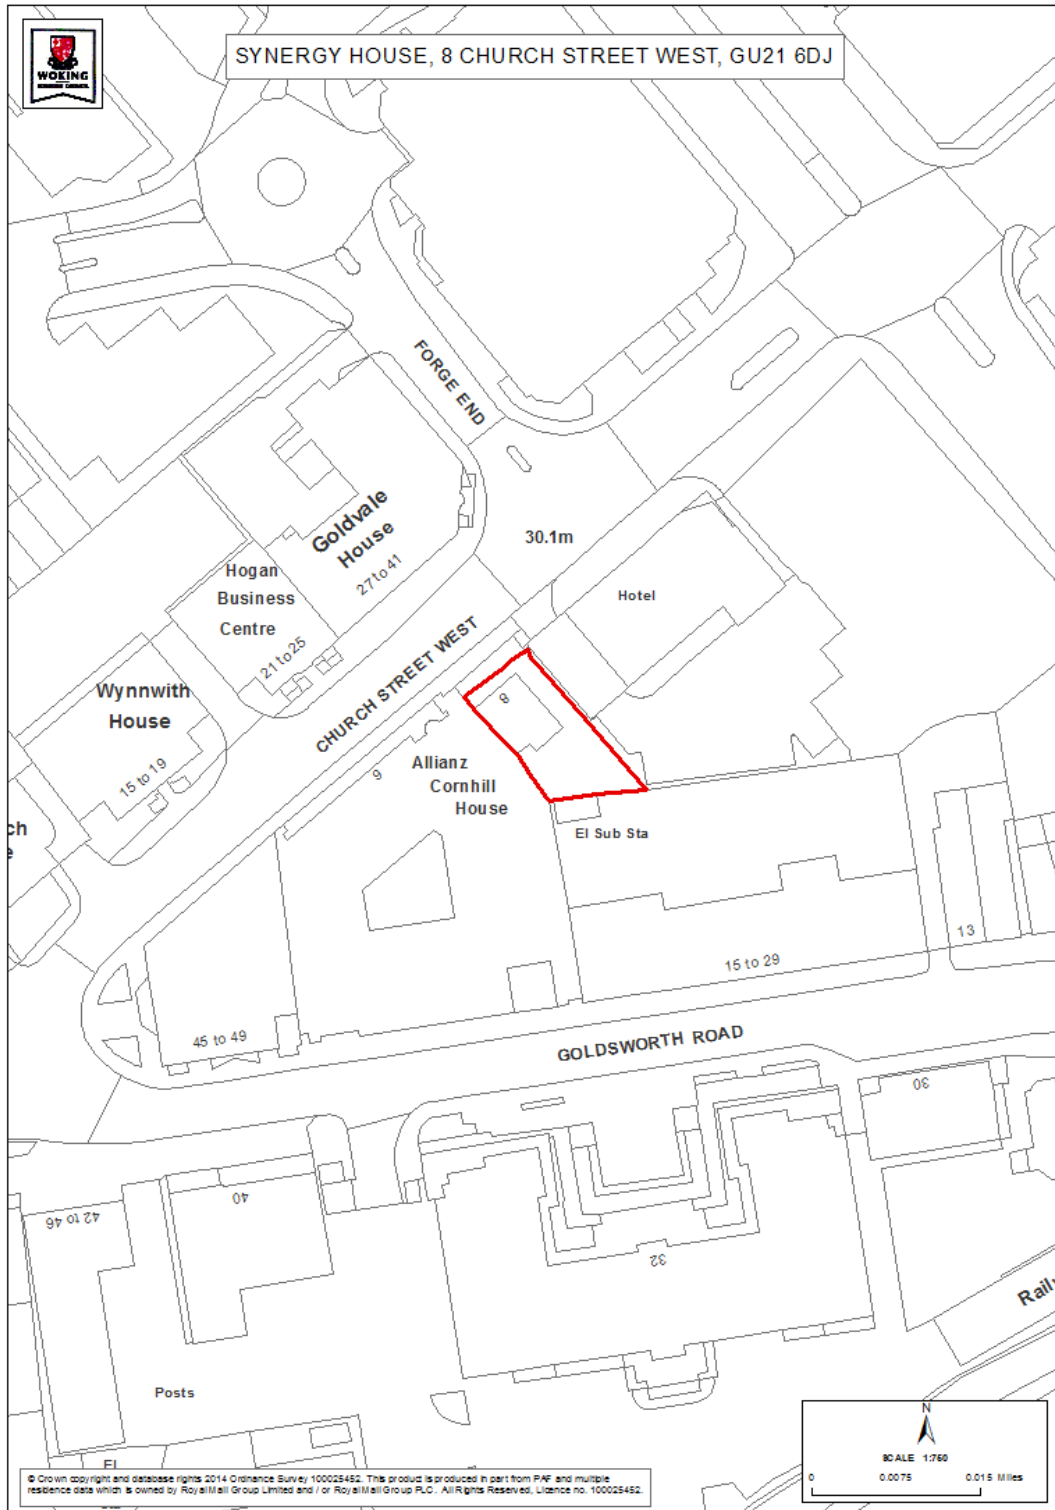 WOKING
BOROUGH COUNCIL
SYNERGY HOUSE, 8 CHURCH STREET WEST, GU21 6DJ
FORGE END
Goldvale
House
27 to 41
30.1m
Hogan
Business
Centre
21 to 25
Hotel
CHURCH STREET WEST
8
Wynnwith
House
15 to 19
6
Allianz
Cornhill
House
El Sub Sta
13
15 to 29
45 to 49
GOLDSWORTH ROAD
30
40
42 to 46
32
Posts
El
N
SCALE 1:750
0 0.0075 0.015 Miles
© Crown copyright and database rights 2014 Ordnance Survey 100025452. This product is produced in part from PAF and multiple
residence data which is owned by Royal Mail Group Limited and / or Royal Mail Group PLC. All Rights Reserved, Licence no. 100025452.